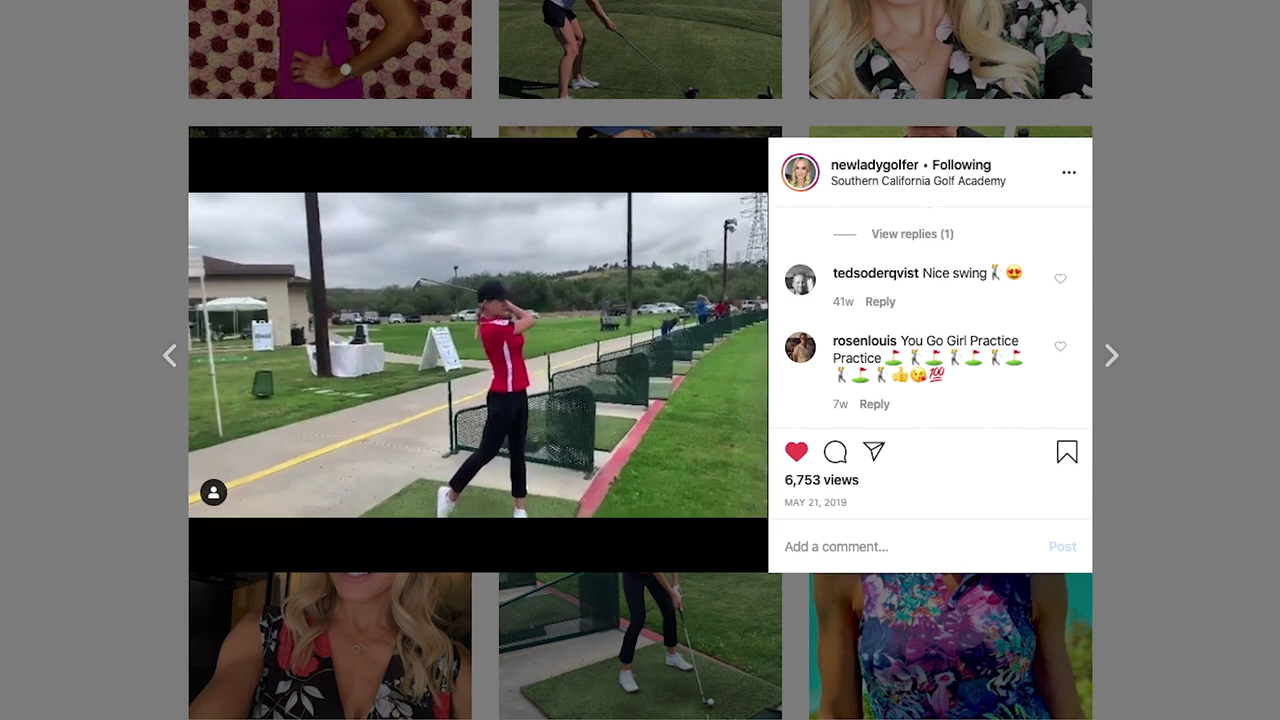 newladygolfer • Following
Southern California Golf Academy
View replies (1)
tedsoderqvist Nice swing🏌️😍
41w Reply
rosenlouis You Go Girl Practice
Practice ⛳🏌️⛳🏌️⛳🏌️⛳
🏌️⛳🏌️👍😘💯
7w Reply
6,753 views
MAY 21, 2019
Add a comment... Post